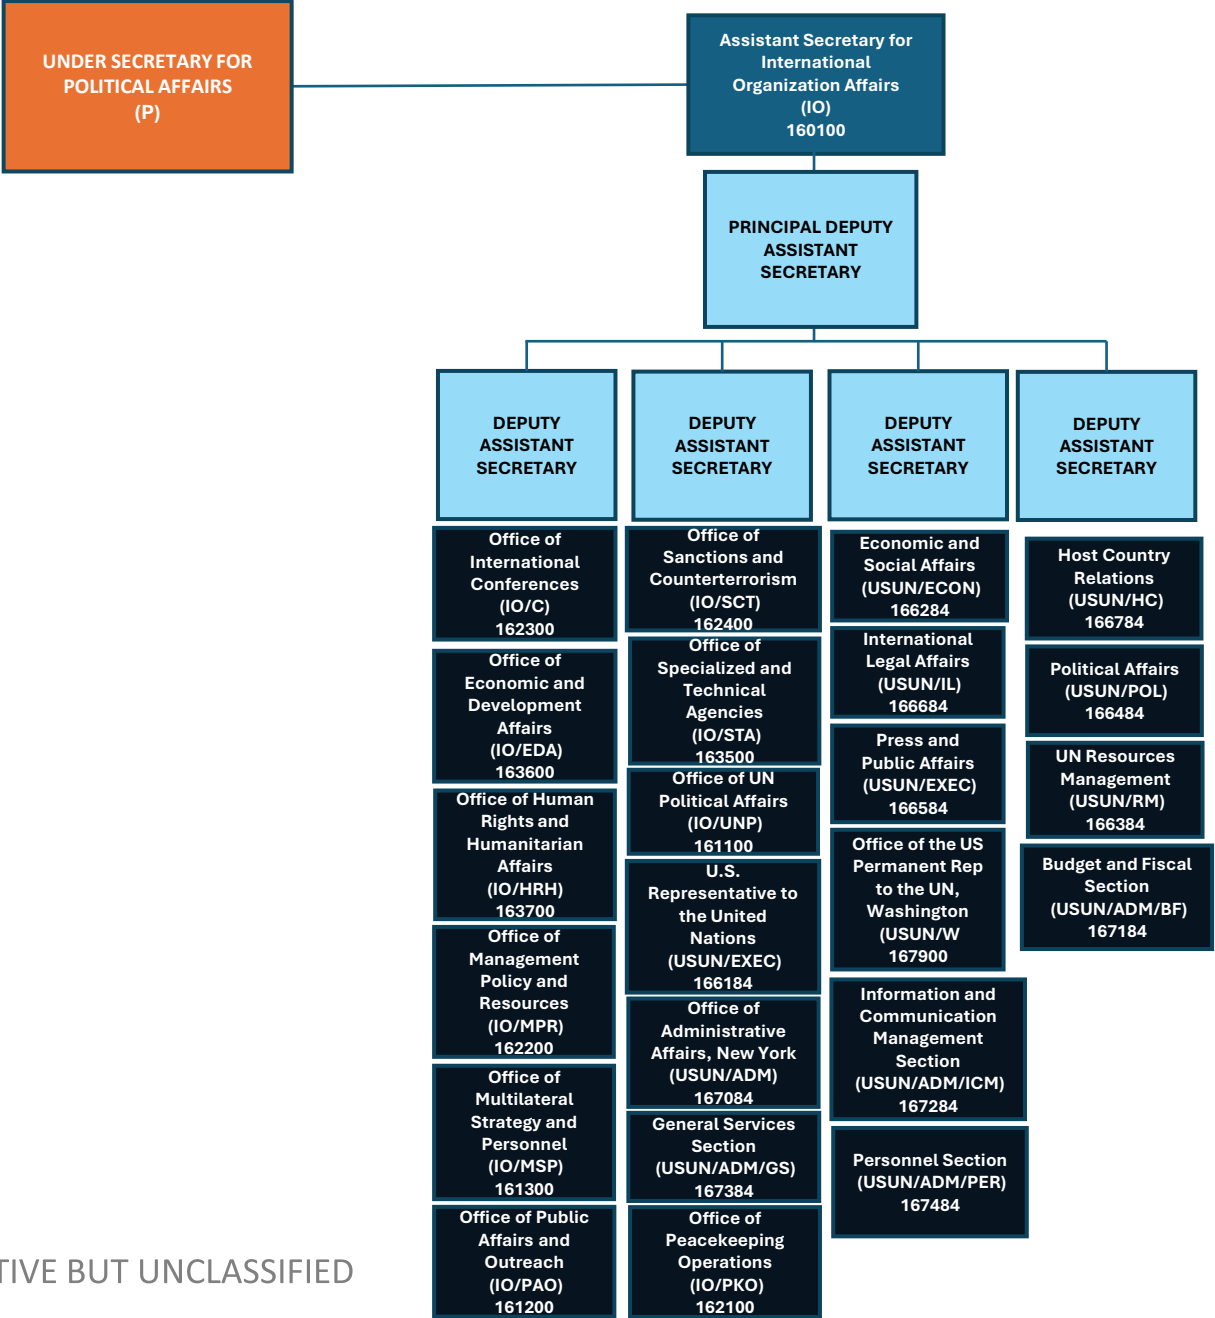 UNDER SECRETARY FOR
POLITICAL AFFAIRS
(P)
Assistant Secretary for
International
Organization Affairs
(IO)
160100
PRINCIPAL DEPUTY
ASSISTANT
SECRETARY
DEPUTY
ASSISTANT
SECRETARY
DEPUTY
ASSISTANT
SECRETARY
DEPUTY
ASSISTANT
SECRETARY
DEPUTY
ASSISTANT
SECRETARY
Office of
International
Conferences
(IO/C)
162300
Office of
Economic and
Development
Affairs
(IO/EDA)
163600
Office of Human
Rights and
Humanitarian
Affairs
(IO/HRH)
163700
Office of
Management
Policy and
Resources
(IO/MPR)
162200
Office of
Multilateral
Strategy and
Personnel
(IO/MSP)
161300
Office of Public
Affairs and
Outreach
(IO/PAO)
161200
Office of
Sanctions and
Counterterrorism
(IO/SCT)
162400
Office of
Specialized and
Technical
Agencies
(IO/STA)
163500
Office of UN
Political Affairs
(IO/UNP)
161100
U.S.
Representative to
the United
Nations
(USUN/EXEC)
166184
Office of
Administrative
Affairs, New York
(USUN/ADM)
167084
General Services
Section
(USUN/ADM/GS)
167384
Office of
Peacekeeping
Operations
(IO/PKO)
162100
Economic and
Social Affairs
(USUN/ECON)
166284
International
Legal Affairs
(USUN/IL)
166684
Press and
Public Affairs
(USUN/EXEC)
166584
Office of the US
Permanent Rep
to the UN,
Washington
(USUN/W
167900
Information and
Communication
Management
Section
(USUN/ADM/ICM)
167284
Personnel Section
(USUN/ADM/PER)
167484
Host Country
Relations
(USUN/HC)
166784
Political Affairs
(USUN/POL)
166484
UN Resources
Management
(USUN/RM)
166384
Budget and Fiscal
Section
(USUN/ADM/BF)
167184
TIVE BUT UNCLASSIFIED